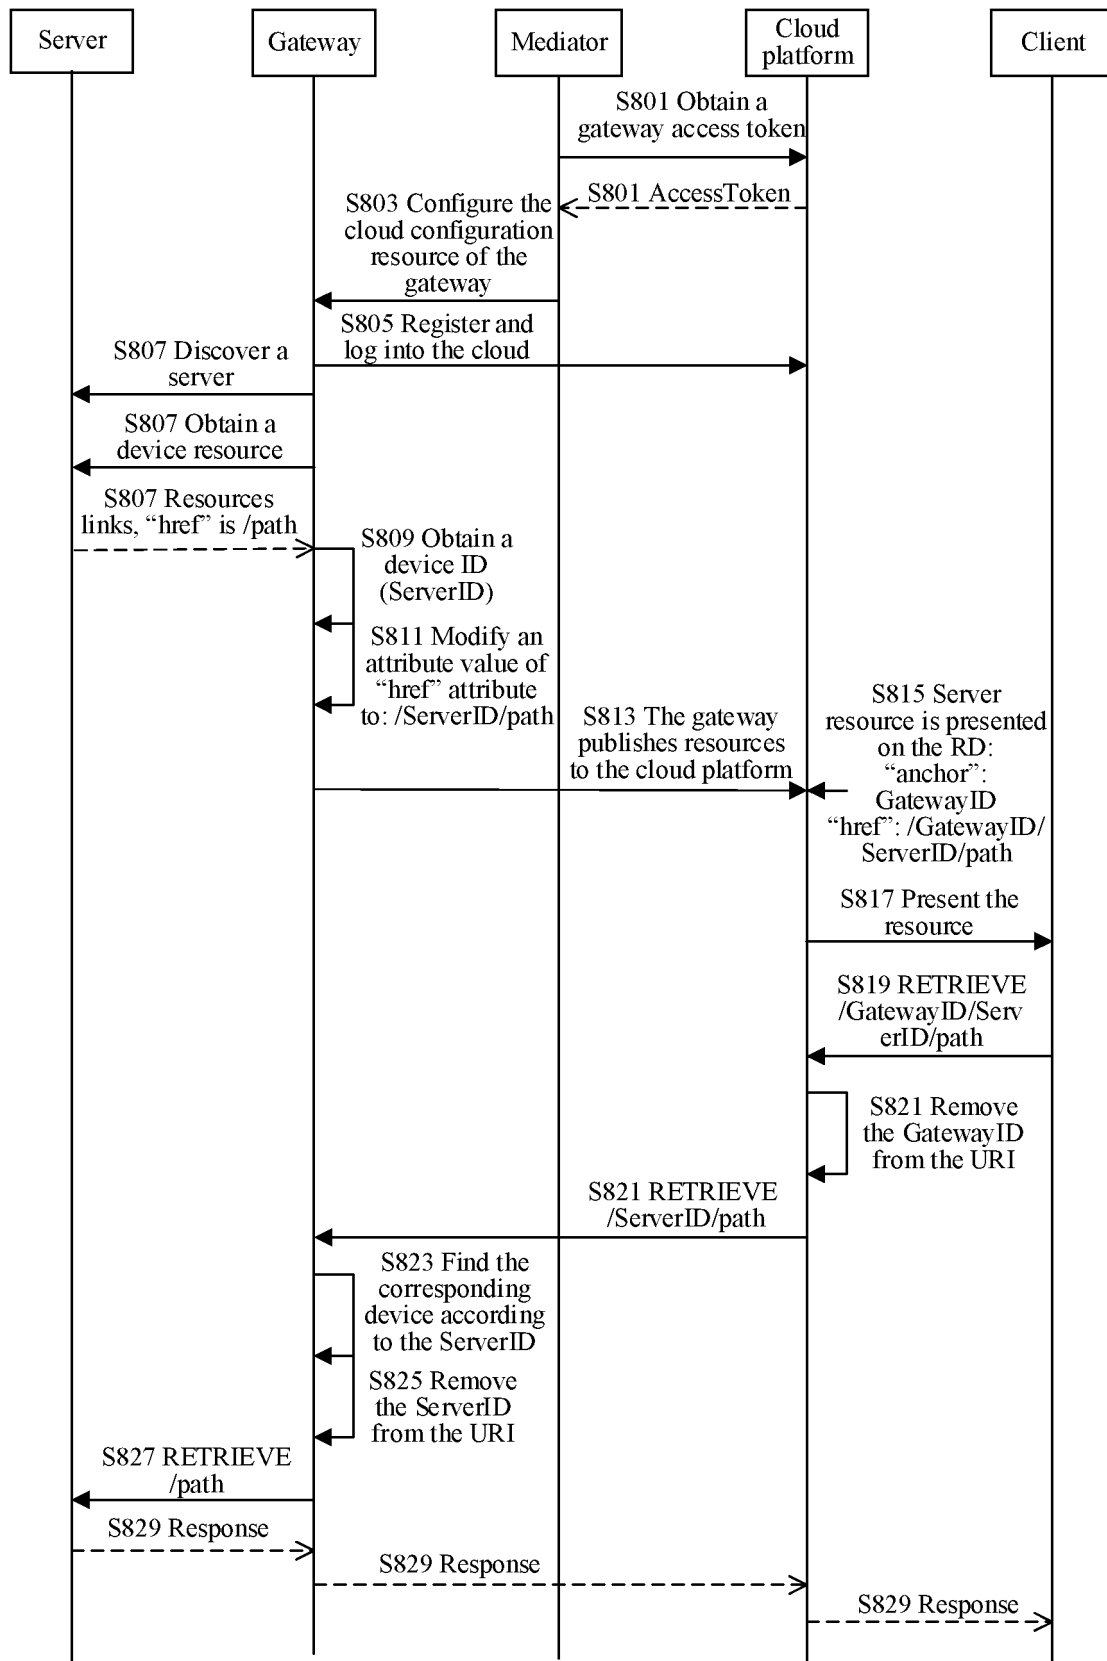 Server
Gateway
Mediator
Cloud
platform
Client
S801 Obtain a
gateway access token
S801 AccessToken
S803 Configure the
cloud configuration
resource of the
gateway
S805 Register and
log into the cloud
S807 Discover a
server
S807 Obtain a
device resource
S807 Resources
links, “href” is /path
S809 Obtain a
device ID
(ServerID)
S811 Modify an
attribute value of
“href” attribute
to: /ServerID/path
S813 The gateway
publishes resources
to the cloud platform
S815 Server
resource is presented
on the RD:
“anchor”:
GatewayID
“href”: /GatewayID/
ServerID/path
S817 Present the
resource
S819 RETRIEVE
/GatewayID/Serv
erID/path
S821 Remove
the GatewayID
from the URI
S821 RETRIEVE
/ServerID/path
S823 Find the
corresponding
device according
to the ServerID
S825 Remove
the ServerID
from the URI
S827 RETRIEVE
/path
S829 Response
S829 Response
S829 Response